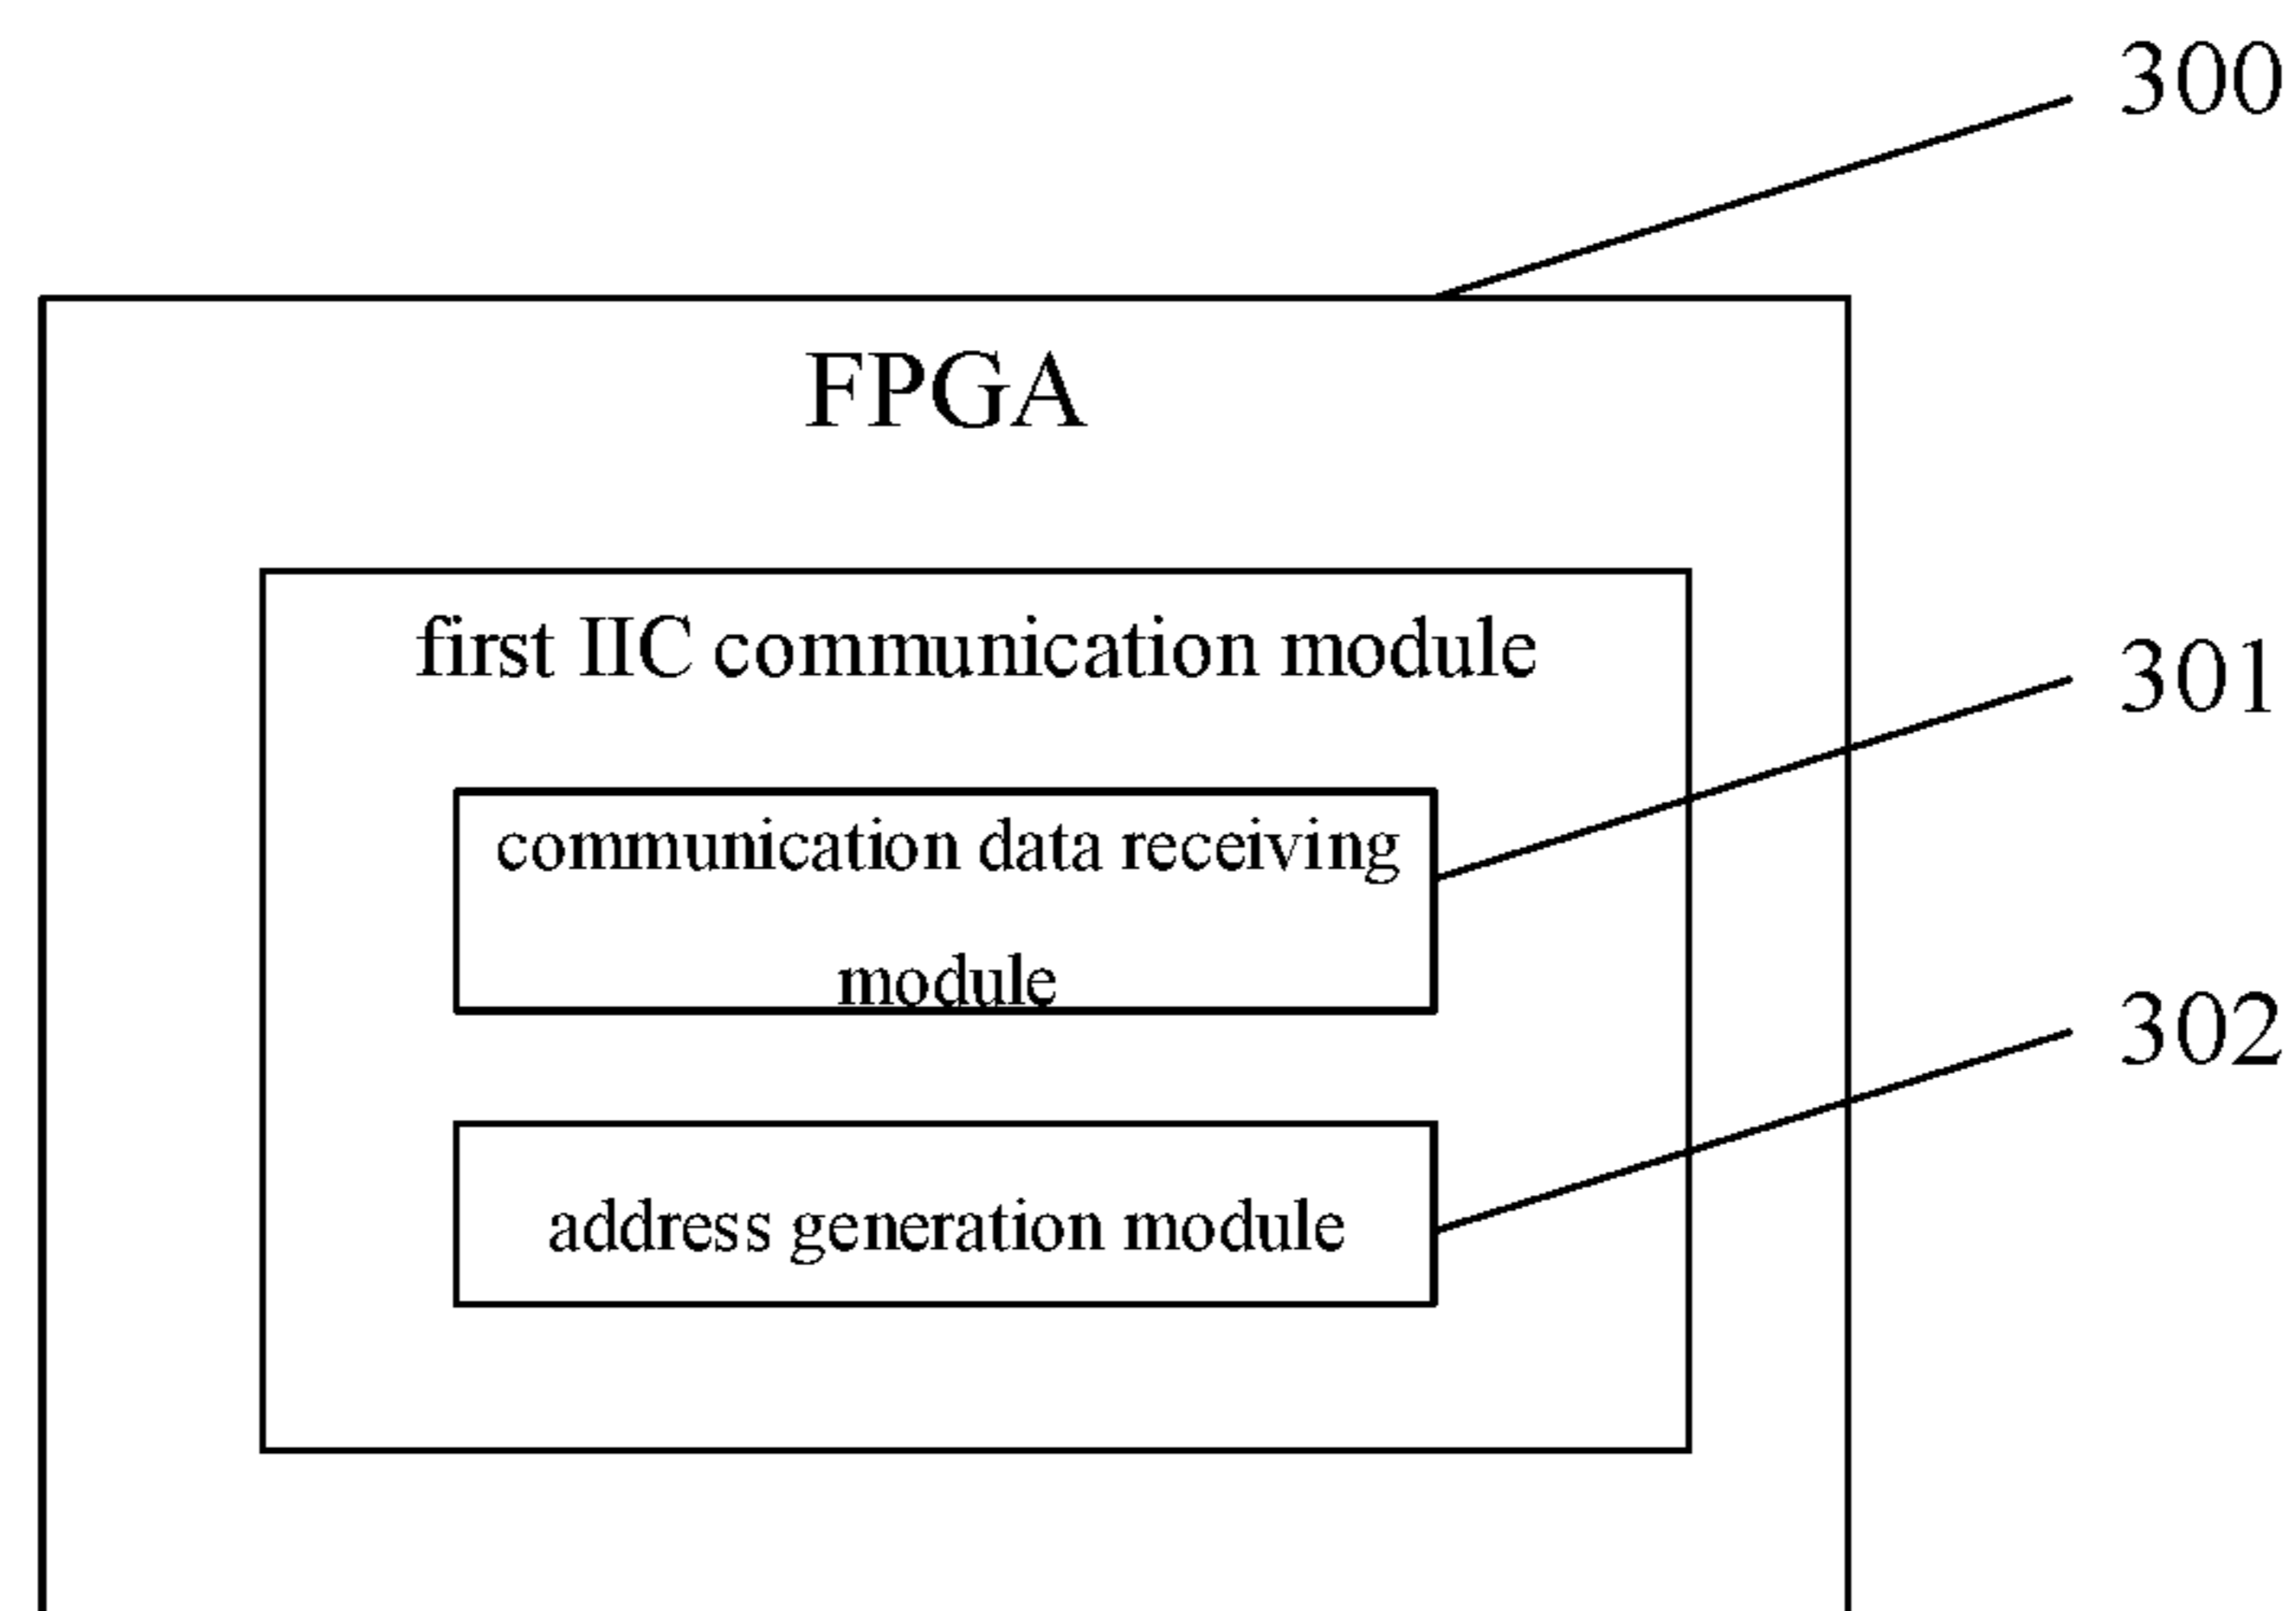 300
FPGA
first IIC communication module
301
communication data receiving
module
302
address generation module